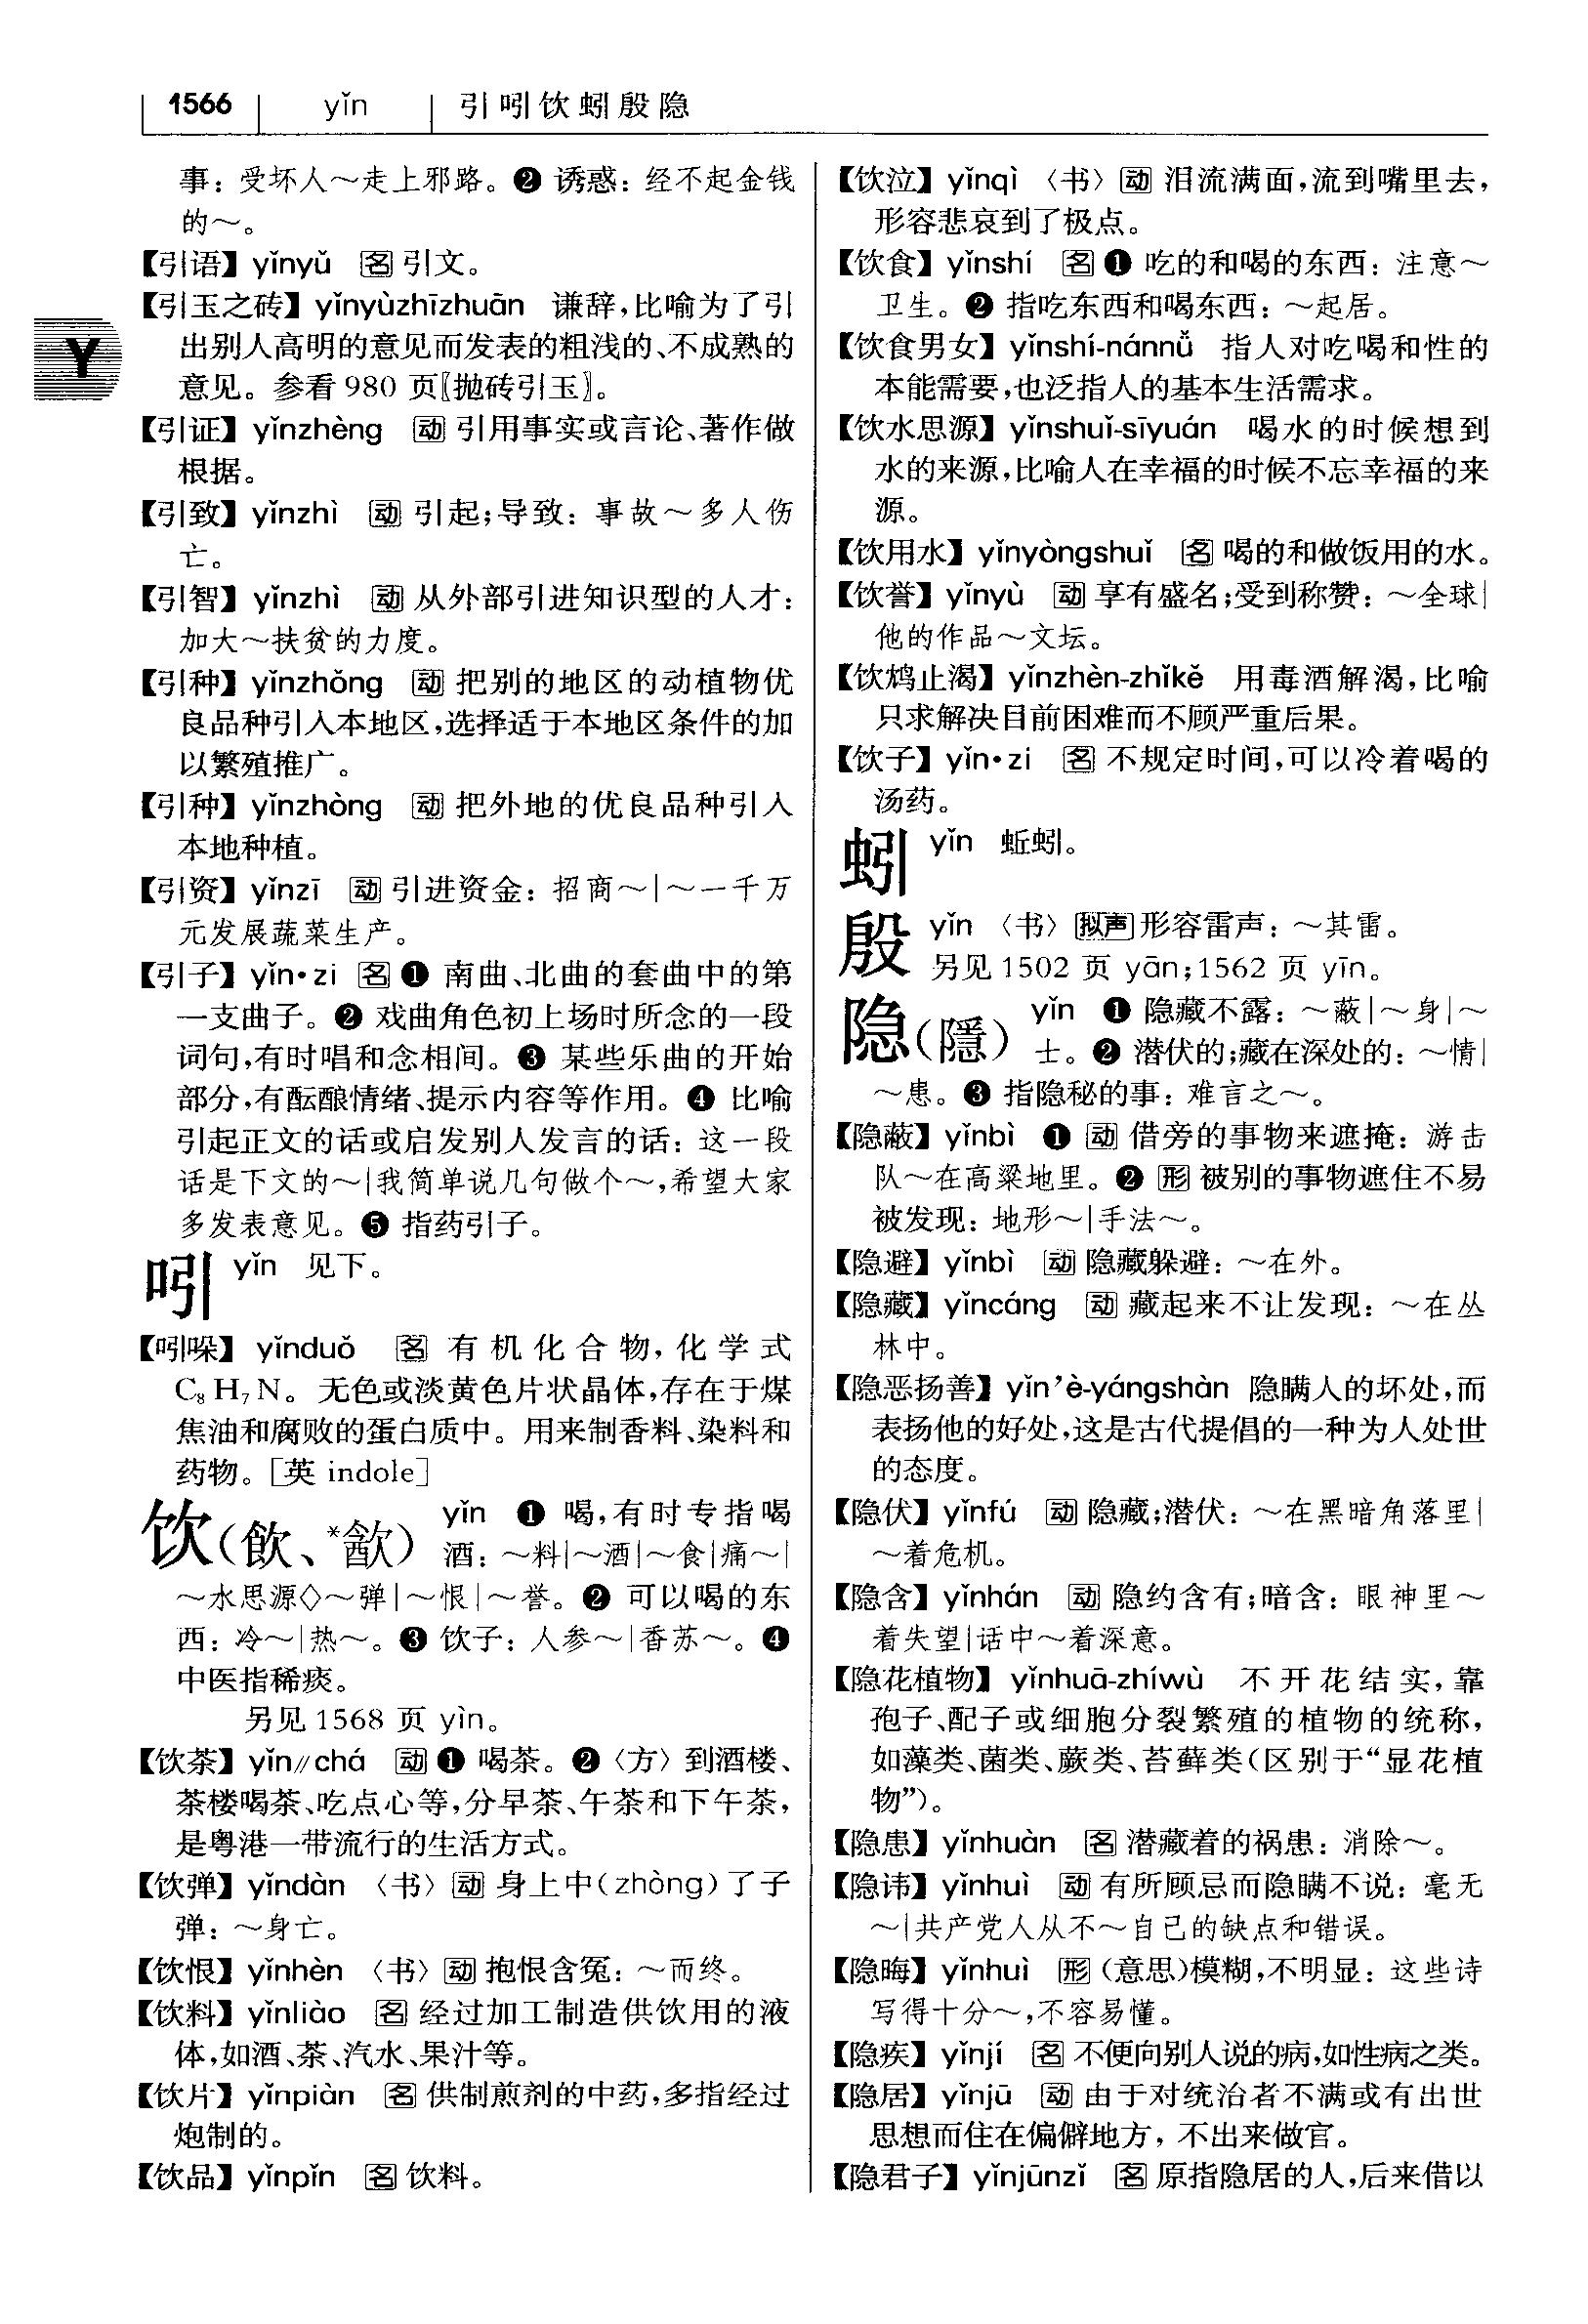 1566 yǐn 引吲饮蚓殷隐
事：受坏人～走上邪路。❷ 诱惑：经不起金钱
的～。
【引语】yǐnyǔ 名 引文。
【引玉之砖】yǐnyùzhīzhuān 谦辞，比喻为了引
出别人高明的意见而发表的粗浅的、不成熟的
意见。参看 980 页〖抛砖引玉〗。
【引证】yǐnzhèng 动 引用事实或言论、著作做
根据。
【引致】yǐnzhì 动 引起；导致：事故～多人伤
亡。
【引智】yǐnzhì 动 从外部引进知识型的人才：
加大～扶贫的力度。
【引种】yǐnzhǒng 动 把别的地区的动植物优
良品种引入本地区，选择适于本地区条件的加
以繁殖推广。
【引种】yǐnzhòng 动 把外地的优良品种引入
本地种植。
【引资】yǐnzī 动 引进资金：招商～|～一千万
元发展蔬菜生产。
【引子】yǐn·zi 名 ❶ 南曲、北曲的套曲中的第
一支曲子。❷ 戏曲角色初上场时所念的一段
词句，有时唱和念相间。❸ 某些乐曲的开始
部分，有酝酿情绪、提示内容等作用。❹ 比喻
引起正文的话或启发别人发言的话：这一段
话是下文的～|我简单说几句做个～，希望大家
多发表意见。❺ 指药引子。
吲 yǐn 见下。
【吲哚】yǐnduǒ 名 有机化合物，化学式
C₈H₇N。无色或淡黄色片状晶体，存在于煤
焦油和腐败的蛋白质中。用来制香料、染料和
药物。[英 indole]
饮(飲、*㱃) yǐn ❶ 喝，有时专指喝
酒：～料|～酒|～食|痛～|
～水思源◇～弹|～恨|～誉。❷ 可以喝的东
西：冷～|热～。❸ 饮子：人参～|香苏～。❹
中医指稀痰。
另见 1568 页 yìn。
【饮茶】yǐn∥chá 动 ❶ 喝茶。❷〈方〉到酒楼、
茶楼喝茶、吃点心等，分早茶、午茶和下午茶，
是粤港一带流行的生活方式。
【饮弹】yǐndàn〈书〉动 身上中(zhòng)了子
弹：～身亡。
【饮恨】yǐnhèn〈书〉动 抱恨含冤：～而终。
【饮料】yǐnliào 名 经过加工制造供饮用的液
体，如酒、茶、汽水、果汁等。
【饮片】yǐnpiàn 名 供制煎剂的中药，多指经过
炮制的。
【饮品】yǐnpǐn 名 饮料。
【饮泣】yǐnqì〈书〉动 泪流满面，流到嘴里去，
形容悲哀到了极点。
【饮食】yǐnshí 名 ❶ 吃的和喝的东西：注意～
卫生。❷ 指吃东西和喝东西：～起居。
【饮食男女】yǐnshí-nánnǚ 指人对吃喝和性的
本能需要，也泛指人的基本生活需求。
【饮水思源】yǐnshuǐ-sīyuán 喝水的时候想到
水的来源，比喻人在幸福的时候不忘幸福的来
源。
【饮用水】yǐnyòngshuǐ 名 喝的和做饭用的水。
【饮誉】yǐnyù 动 享有盛名；受到称赞：～全球|
他的作品～文坛。
【饮鸩止渴】yǐnzhèn-zhǐkě 用毒酒解渴，比喻
只求解决目前困难而不顾严重后果。
【饮子】yǐn·zi 名 不规定时间，可以冷着喝的
汤药。
蚓 yǐn 蚯蚓。
殷 yǐn〈书〉拟声 形容雷声：～其雷。
另见 1502 页 yān；1562 页 yīn。
隐(隱) yǐn ❶ 隐藏不露：～蔽|～身|～
士。❷ 潜伏的；藏在深处的：～情|
～患。❸ 指隐秘的事：难言之～。
【隐蔽】yǐnbì ❶ 动 借旁的事物来遮掩：游击
队～在高粱地里。❷ 形 被别的事物遮住不易
被发现：地形～|手法～。
【隐避】yǐnbì 动 隐藏躲避：～在外。
【隐藏】yǐncáng 动 藏起来不让发现：～在丛
林中。
【隐恶扬善】yǐn’è-yángshàn 隐瞒人的坏处，而
表扬他的好处，这是古代提倡的一种为人处世
的态度。
【隐伏】yǐnfú 动 隐藏；潜伏：～在黑暗角落里|
～着危机。
【隐含】yǐnhán 动 隐约含有；暗含：眼神里～
着失望|话中～着深意。
【隐花植物】yǐnhuā-zhíwù 不开花结实，靠
孢子、配子或细胞分裂繁殖的植物的统称，
如藻类、菌类、蕨类、苔藓类(区别于“显花植
物”)。
【隐患】yǐnhuàn 名 潜藏着的祸患：消除～。
【隐讳】yǐnhuì 动 有所顾忌而隐瞒不说：毫无
～|共产党人从不～自己的缺点和错误。
【隐晦】yǐnhuì 形 (意思)模糊，不明显：这些诗
写得十分～，不容易懂。
【隐疾】yǐnjí 名 不便向别人说的病，如性病之类。
【隐居】yǐnjū 动 由于对统治者不满或有出世
思想而住在偏僻地方，不出来做官。
【隐君子】yǐnjūnzǐ 名 原指隐居的人，后来借以
Y